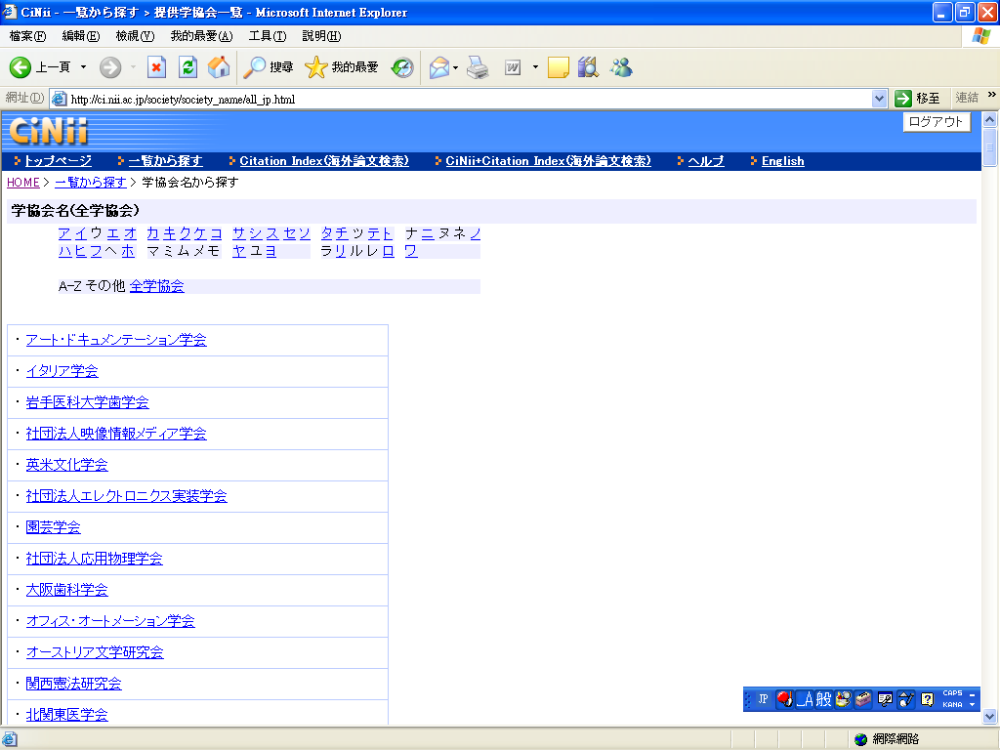 CiNii - 一覧から探す > 提供学協会一覧 - Microsoft Internet Explorer
檔案(F) 編輯(E) 檢視(V) 我的最愛(A) 工具(T) 說明(H)
上一頁 搜尋 我的最愛
網址(D) http://ci.nii.ac.jp/society/society_name/all_jp.html 移至 連結 »
CiNii ログアウト
トップページ 一覧から探す Citation Index(海外論文検索) CiNii+Citation Index(海外論文検索) ヘルプ English
HOME > 一覧から探す > 学協会名から探す
学協会名(全学協会)
アイウエオ カキクケコ サシスセソ タチツテト ナニヌネノ
ハヒフヘホ マミムメモ ヤユヨ ラリルレロ ワ
A-Z その他 全学協会
・ アート・ドキュメンテーション学会
・ イタリア学会
・ 岩手医科大学歯学会
・ 社団法人映像情報メディア学会
・ 英米文化学会
・ 社団法人エレクトロニクス実装学会
・ 園芸学会
・ 社団法人応用物理学会
・ 大阪歯科学会
・ オフィス・オートメーション学会
・ オーストリア文学研究会
・ 関西憲法研究会
・ 北関東医学会
JP _A 般 CAPS KANA
網際網路